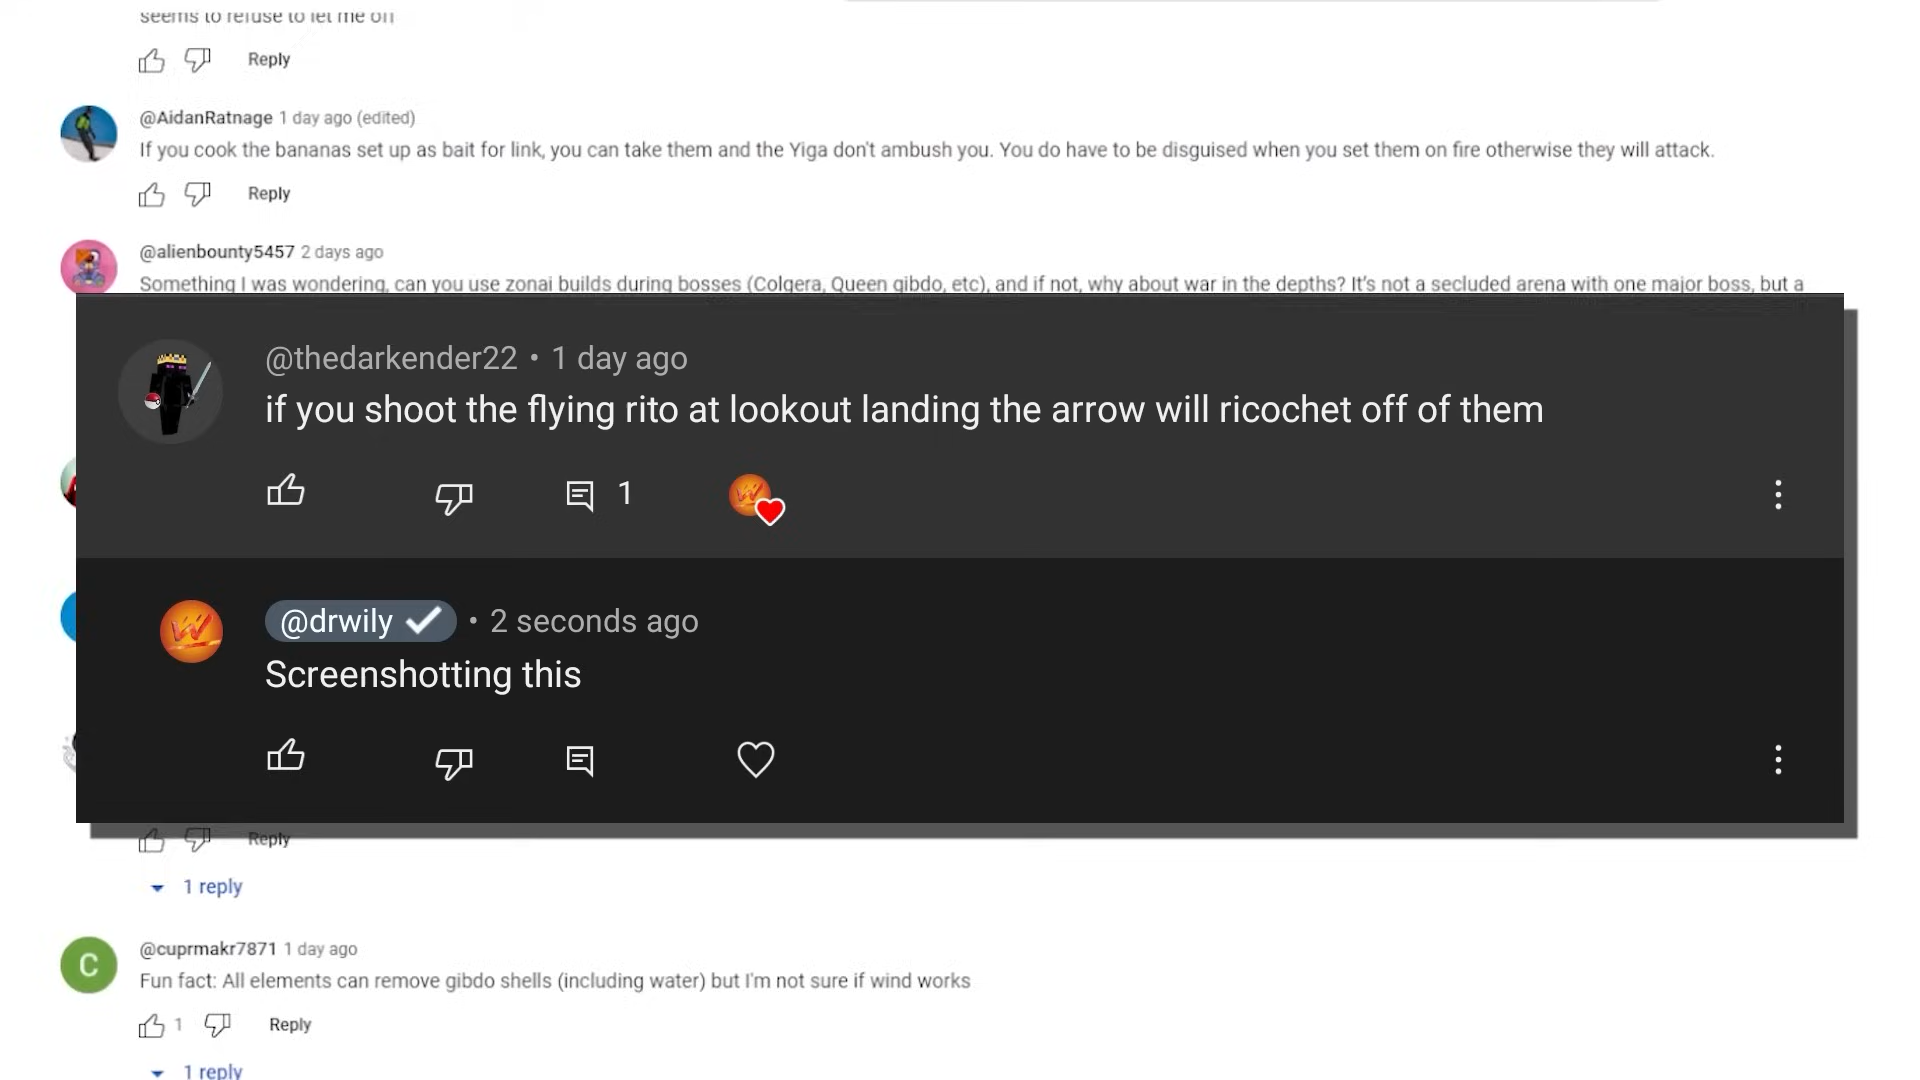 seems to refuse to let me off
Reply
@AidanRatnage 1 day ago (edited)
If you cook the bananas set up as bait for link, you can take them and the Yiga don't ambush you. You do have to be disguised when you set them on fire otherwise they will attack.
Reply
@alienbounty5457 2 days ago
Something I was wondering, can you use zonai builds during bosses (Colgera, Queen gibdo, etc), and if not, why about war in the depths? It's not a secluded arena with one major boss, but a
@thedarkender22 • 1 day ago
if you shoot the flying rito at lookout landing the arrow will ricochet off of them
1
@drwily • 2 seconds ago
Screenshotting this
Reply
1 reply
C
@cuprmakr7871 1 day ago
Fun fact: All elements can remove gibdo shells (including water) but I'm not sure if wind works
1 Reply
1 reply